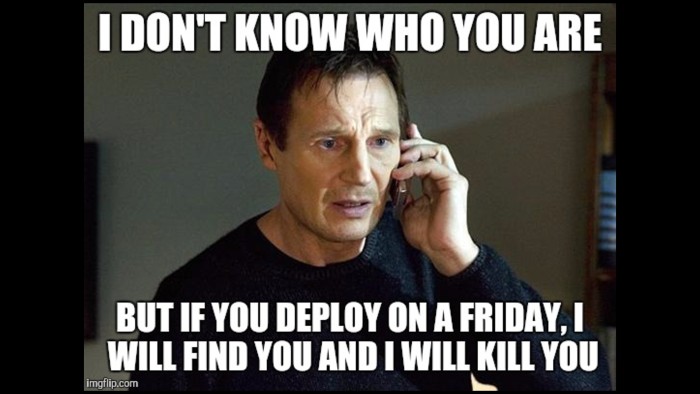 I DON'T KNOW WHO YOU ARE
BUT IF YOU DEPLOY ON A FRIDAY, I
WILL FIND YOU AND I WILL KILL YOU
imgflip.com